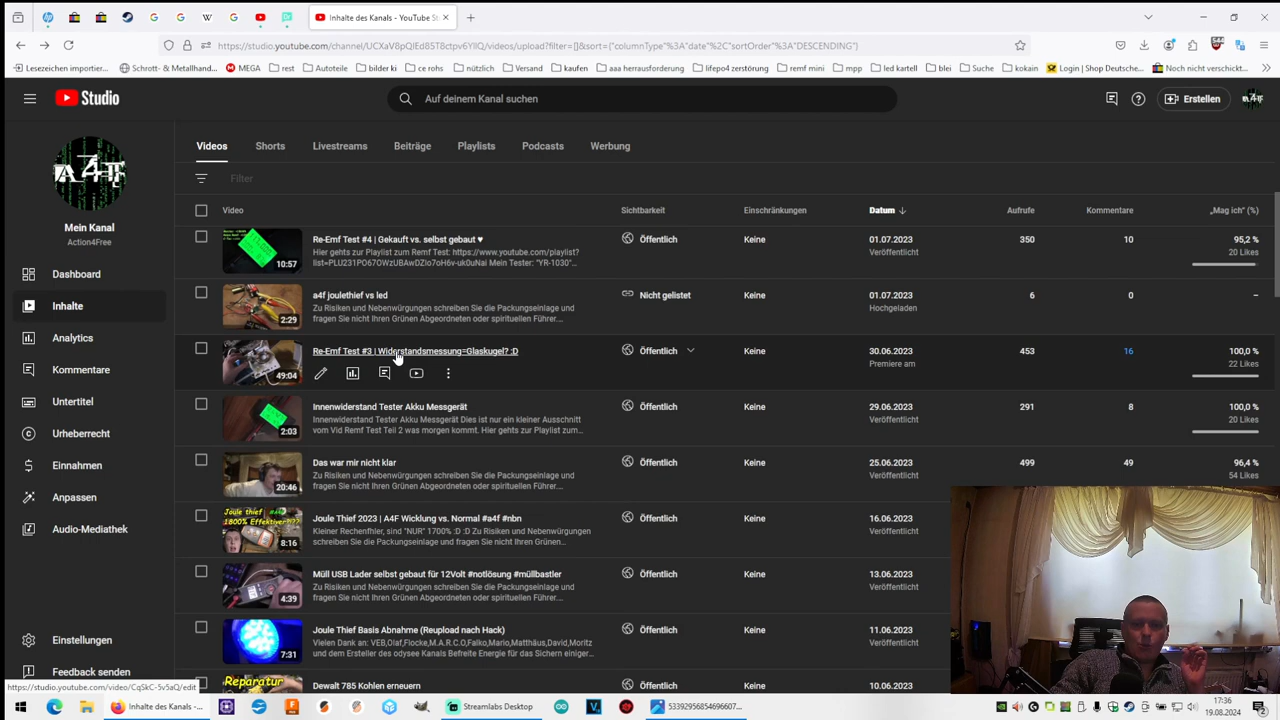 Inhalte des Kanals - YouTube St
https://studio.youtube.com/channel/UCXaV8pQlEd85T8ctpv6YlIQ/videos/upload?filter=[]&sort={"columnType"%3A"date"%2C"sortOrder"%3A"DESCENDING"}
Lesezeichen importier... Schrott- & Metallhand... MEGA rest Autoteile bilder ki ce rohs nützlich Versand kaufen aaa herrausforderung lifepo4 zerstörung remf mini mpp led kartell blei Suche kokain Login | Shop Deutsche... Noch nicht verschickt...
Studio
Auf deinem Kanal suchen
Erstellen
A4F
Mein Kanal
Action4Free
Dashboard
Inhalte
Analytics
Kommentare
Untertitel
Urheberrecht
Einnahmen
Anpassen
Audio-Mediathek
Einstellungen
Feedback senden
Videos Shorts Livestreams Beiträge Playlists Podcasts Werbung
Filter
Video Sichtbarkeit Einschränkungen Datum Aufrufe Kommentare „Mag ich" (%)
10:57
Re-Emf Test #4 | Gekauft vs. selbst gebaut ♥ Öffentlich Keine 01.07.2023 350 10 95,2 %
Hier gehts zur Playlist zum Remf Test: https://www.youtube.com/playlist? Veröffentlicht 20 Likes
list=PLU231PO67OWzUBAwDZio7oH6v-uk0uNai Mein Tester: "YR-1030"...
2:29
a4f joulethief vs led Nicht gelistet Keine 01.07.2023 6 0 –
Zu Risiken und Nebenwürgungen schreiben Sie die Packungseinlage und Hochgeladen
fragen Sie nicht Ihren Grünen Abgeordneten oder spirituellen Führer....
49:04
Re-Emf Test #3 | Widerstandsmessung=Glaskugel? :D Öffentlich Keine 30.06.2023 453 16 100,0 %
Premiere am 22 Likes
2:03
Innenwiderstand Tester Akku Messgerät Öffentlich Keine 29.06.2023 291 8 100,0 %
Innenwiderstand Tester Akku Messgerät Dies ist nur ein kleiner Ausschnitt Veröffentlicht 20 Likes
vom Vid Remf Test Teil 2 was morgen kommt. Hier gehts zur Playlist zum...
20:46
Das war mir nicht klar Öffentlich Keine 25.06.2023 499 49 96,4 %
Zu Risiken und Nebenwürgungen schreiben Sie die Packungseinlage und Veröffentlicht 54 Likes
fragen Sie nicht Ihren Grünen Abgeordneten oder spirituellen Führer....
Joule thief
1800% Effektiver???
8:16
Joule Thief 2023 | A4F Wicklung vs. Normal #a4f #nbn Öffentlich Keine 16.06.2023
Kleiner Rechenfhler, sind "NUR" 1700% :D :D Zu Risiken und Nebenwürgungen Veröffentlicht
schreiben Sie die Packungseinlage und fragen Sie nicht Ihren Grünen...
4:39
Müll USB Lader selbst gebaut für 12Volt #notlösung #müllbastler Öffentlich Keine 13.06.2023
Zu Risiken und Nebenwürgungen schreiben Sie die Packungseinlage und Veröffentlicht
fragen Sie nicht Ihren Grünen Abgeordneten oder spirituellen Führer....
7:31
Joule Thief Basis Abnahme (Reupload nach Hack) Öffentlich Keine 11.06.2023
Vielen Dank an: VEB,Olaf,Flocke,M.A.R.C.O,Falko,Mario,Matthäus,David,Moritz Veröffentlicht
und dem Ersteller des odysee Kanals Befreite Energie für das Sichern einiger...
Reparatur
Dewalt 785 Kohlen erneuern Öffentlich Keine 10.06.2023
https://studio.youtube.com/video/CqSkC-5v5aQ/edit
Inhalte des Kanals -... Streamlabs Desktop 53392956854696607...
17:36
19.08.2024